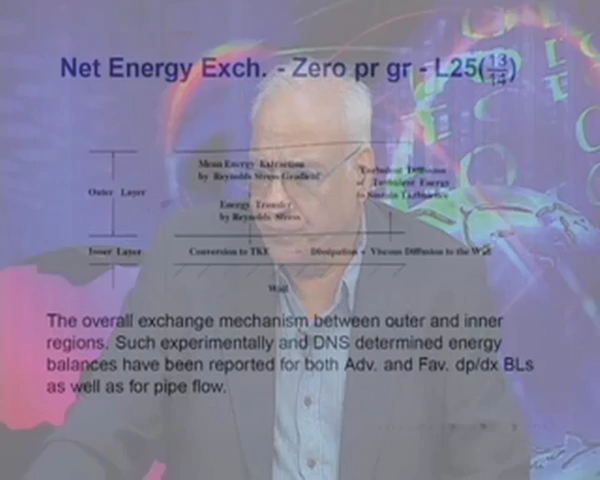 Net Energy Exch. - Zero pr gr - L25(13/14)
Mean Energy Extraction
by Reynolds Stress Gradient
Turbulent Diffusion
of Turbulent Energy
to Sustain Turbulence
Outer Layer
Energy Transfer
by Reynolds Stress
Inner Layer
Conversion to TKE
Dissipation + Viscous Diffusion to the Wall
Wall
The overall exchange mechanism between outer and inner
regions. Such experimentally and DNS determined energy
balances have been reported for both Adv. and Fav. dp/dx BLs
as well as for pipe flow.